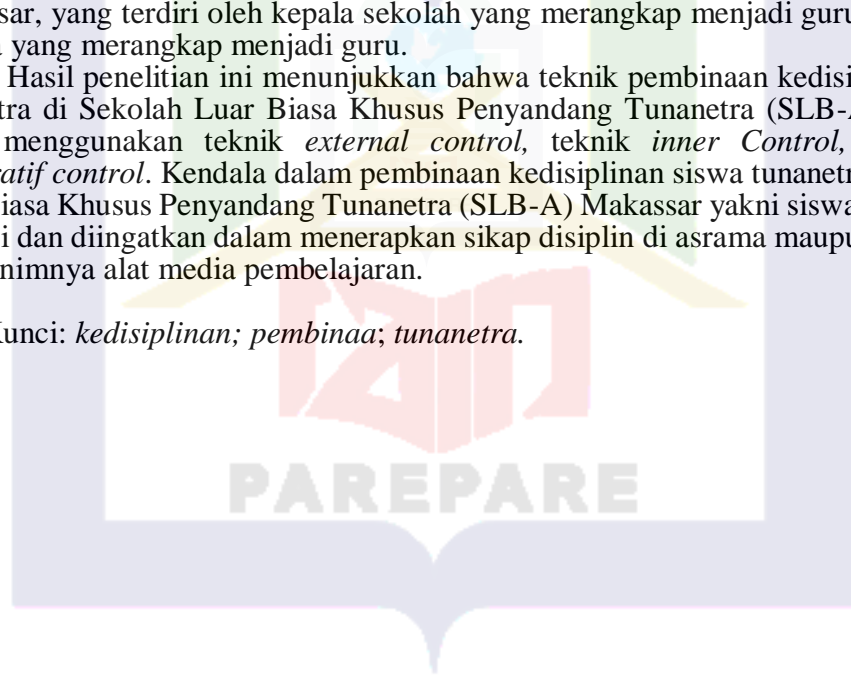 sar, yang terdiri oleh kepala sekolah yang merangkap menjadi guru
yang merangkap menjadi guru.
Hasil penelitian ini menunjukkan bahwa teknik pembinaan kedisi
tra di Sekolah Luar Biasa Khusus Penyandang Tunanetra (SLB-A
menggunakan teknik external control, teknik inner Control,
ratif control. Kendala dalam pembinaan kedisiplinan siswa tunanetr
iasa Khusus Penyandang Tunanetra (SLB-A) Makassar yakni siswa
i dan diingatkan dalam menerapkan sikap disiplin di asrama maupu
nimnya alat media pembelajaran.
Kunci: kedisiplinan; pembinaa; tunanetra.
PAREPARE